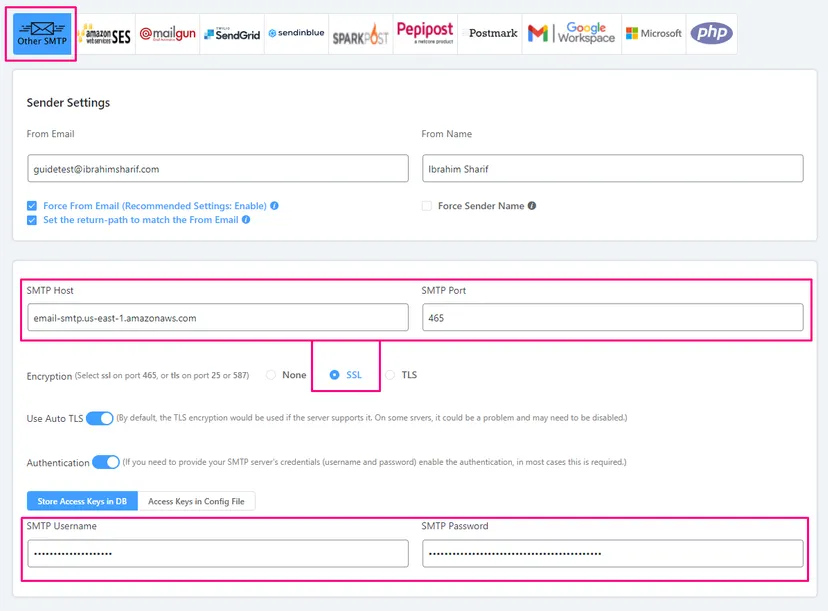 Other SMTP
amazon
webservices SES
@mailgun
TWILIO
SendGrid
sendinblue
SPARKPOST
Pepipost
a netcore product
Postmark
M | Google
Workspace
Microsoft
php
Sender Settings
From Email From Name
guidetest@ibrahimsharif.com Ibrahim Sharif
Force From Email (Recommended Settings: Enable) Force Sender Name
Set the return-path to match the From Email
SMTP Host SMTP Port
email-smtp.us-east-1.amazonaws.com 465
Encryption (Select ssl on port 465, or tls on port 25 or 587) None SSL TLS
Use Auto TLS (By default, the TLS encryption would be used if the server supports it. On some srvers, it could be a problem and may need to be disabled.)
Authentication (If you need to provide your SMTP server's credentials (username and password) enable the authentication, in most cases this is required.)
Store Access Keys in DB Access Keys in Config File
SMTP Username SMTP Password